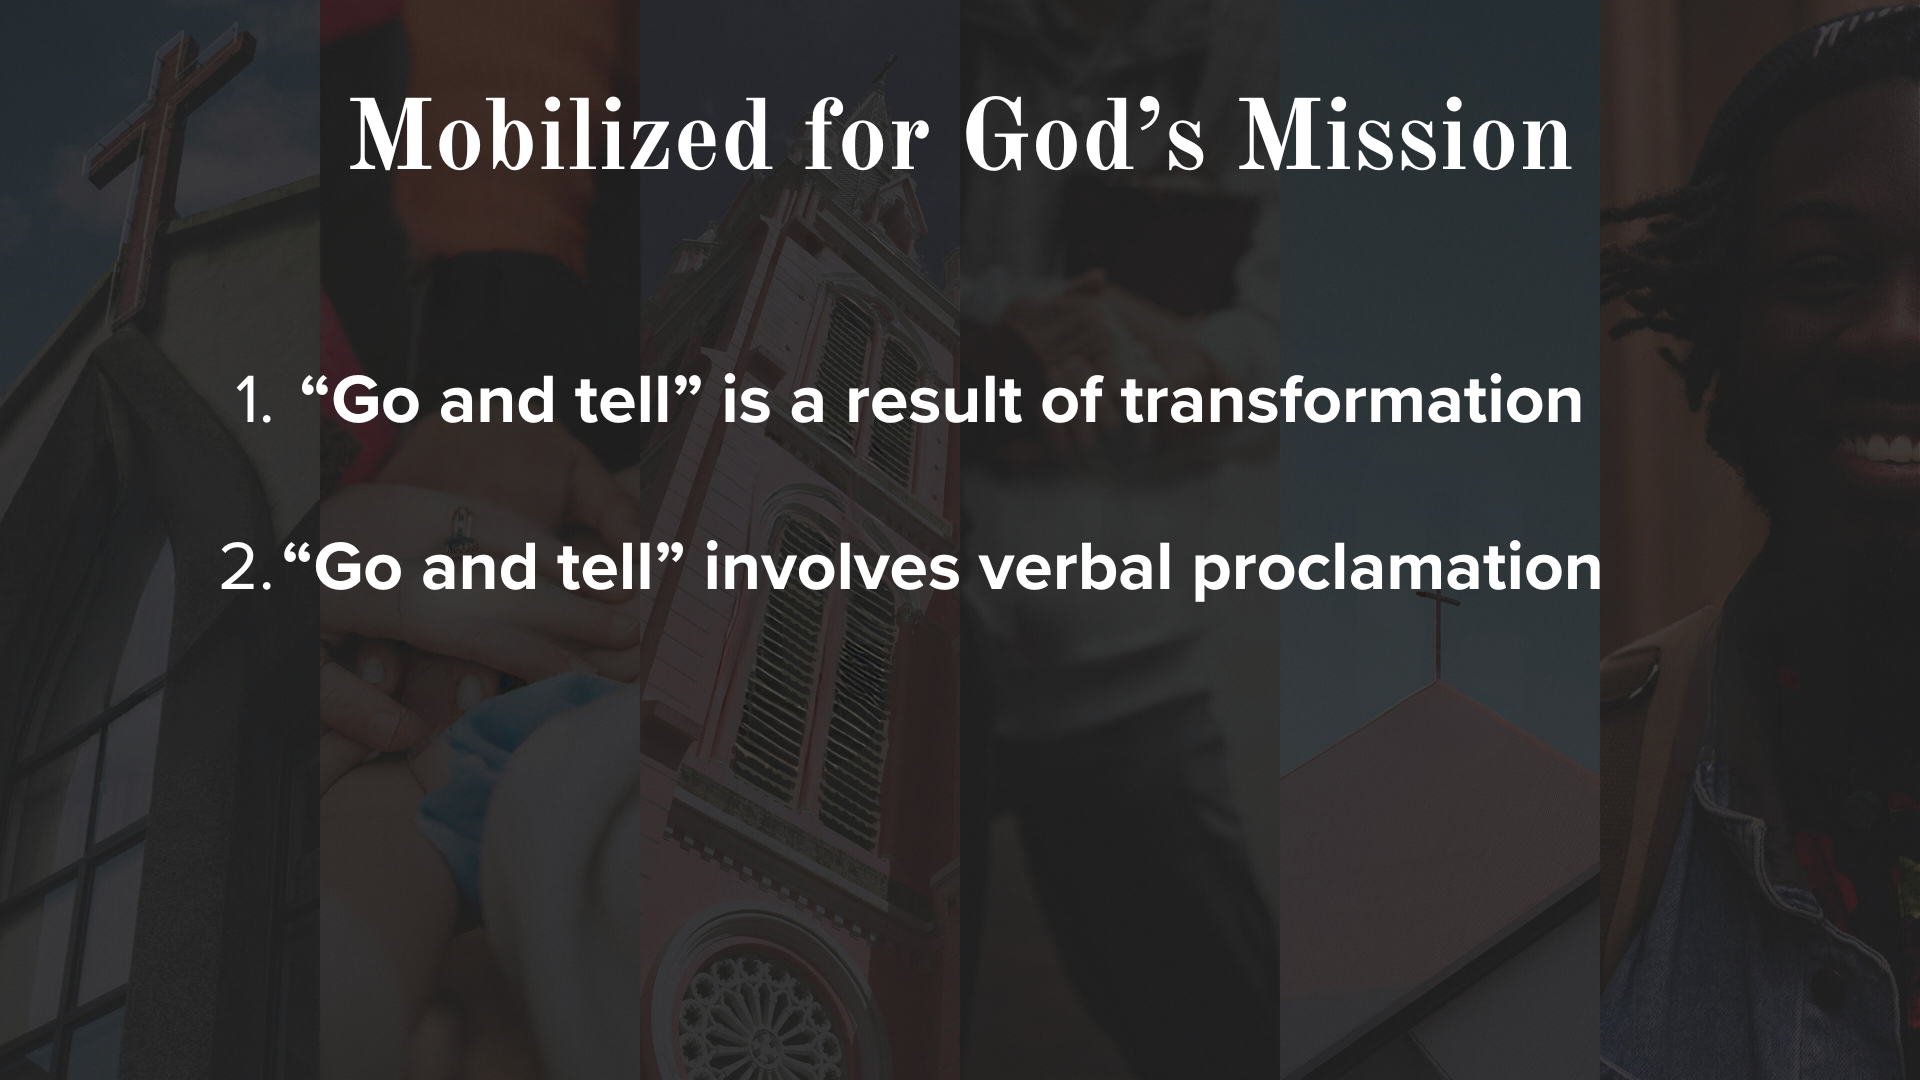 Mobilized for God’s Mission
1. “Go and tell” is a result of transformation
2. “Go and tell” involves verbal proclamation